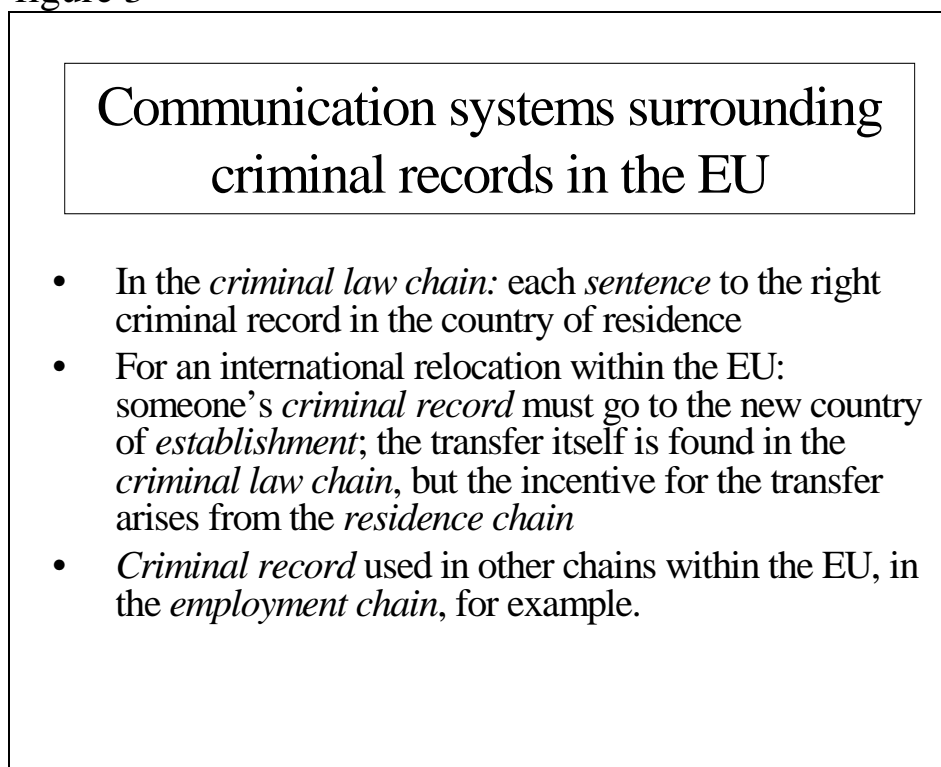 figure 3
Communication systems surrounding
criminal records in the EU
• In the criminal law chain: each sentence to the right
criminal record in the country of residence
• For an international relocation within the EU:
someone's criminal record must go to the new country
of establishment; the transfer itself is found in the
criminal law chain, but the incentive for the transfer
arises from the residence chain
• Criminal record used in other chains within the EU, in
the employment chain, for example.